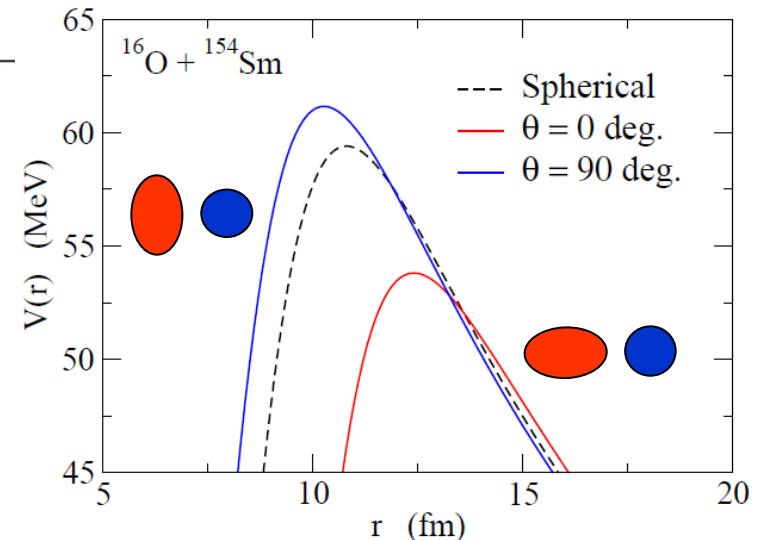 65
60
55
50
45
V(r) (MeV)
¹⁶O + ¹⁵⁴Sm
Spherical
θ = 0 deg.
θ = 90 deg.
5
10
15
20
r (fm)